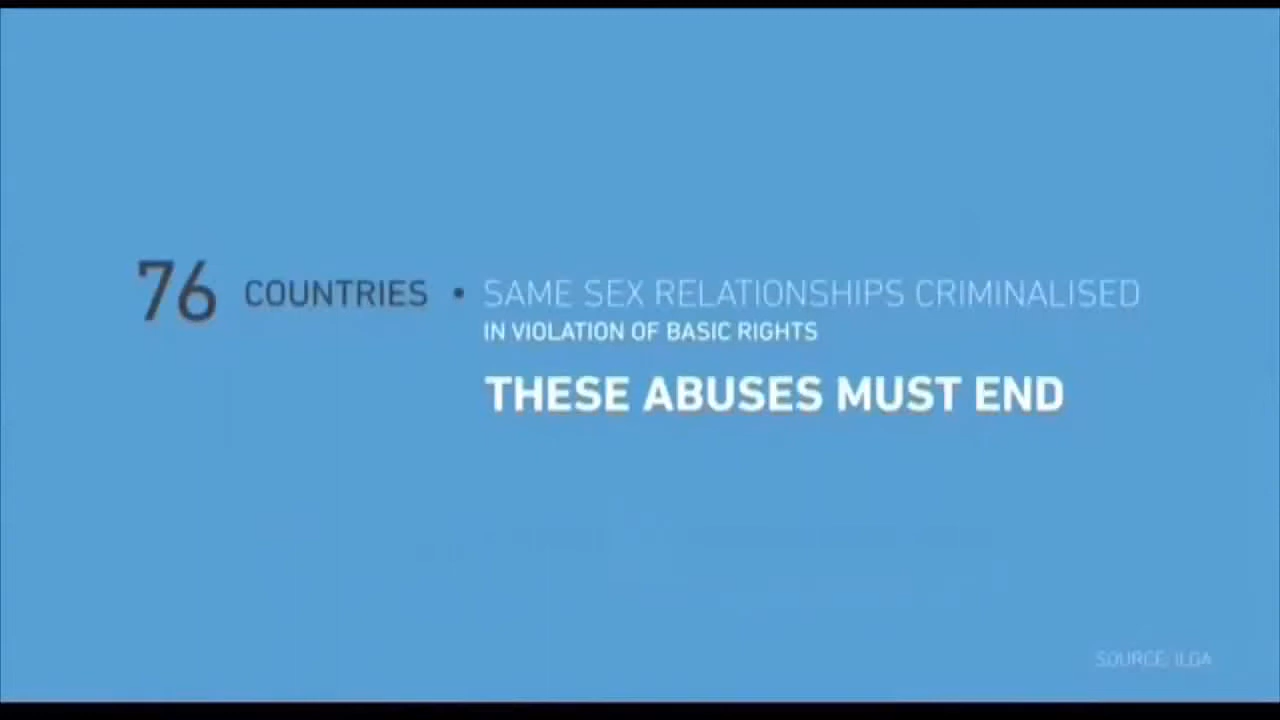 76 COUNTRIES • SAME SEX RELATIONSHIPS CRIMINALISED
IN VIOLATION OF BASIC RIGHTS
THESE ABUSES MUST END
SOURCE: ILGA